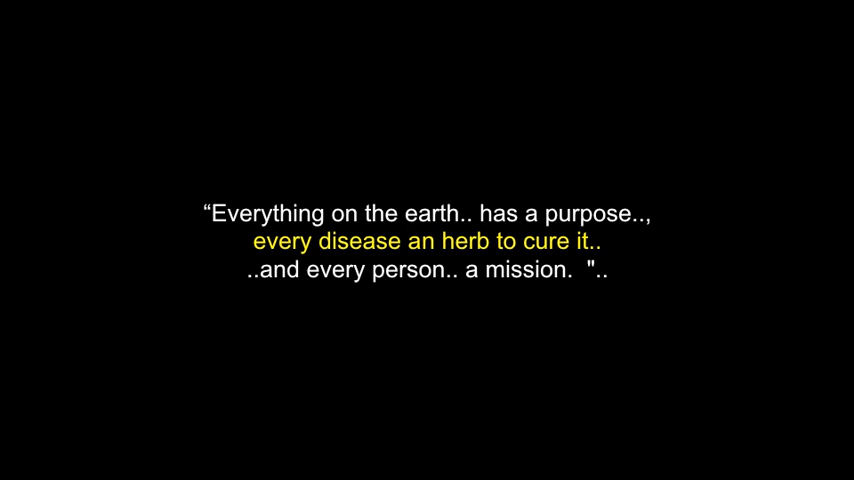 “Everything on the earth.. has a purpose..,
every disease an herb to cure it..
..and every person.. a mission.  "..